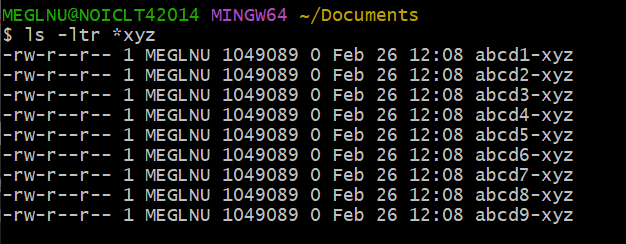 MEGLNU@NOICLT42014 MINGW64 ~/Documents
$ ls -ltr *xyz
-rw-r--r-- 1 MEGLNU 1049089 0 Feb 26 12:08 abcd1-xyz
-rw-r--r-- 1 MEGLNU 1049089 0 Feb 26 12:08 abcd2-xyz
-rw-r--r-- 1 MEGLNU 1049089 0 Feb 26 12:08 abcd3-xyz
-rw-r--r-- 1 MEGLNU 1049089 0 Feb 26 12:08 abcd4-xyz
-rw-r--r-- 1 MEGLNU 1049089 0 Feb 26 12:08 abcd5-xyz
-rw-r--r-- 1 MEGLNU 1049089 0 Feb 26 12:08 abcd6-xyz
-rw-r--r-- 1 MEGLNU 1049089 0 Feb 26 12:08 abcd7-xyz
-rw-r--r-- 1 MEGLNU 1049089 0 Feb 26 12:08 abcd8-xyz
-rw-r--r-- 1 MEGLNU 1049089 0 Feb 26 12:08 abcd9-xyz